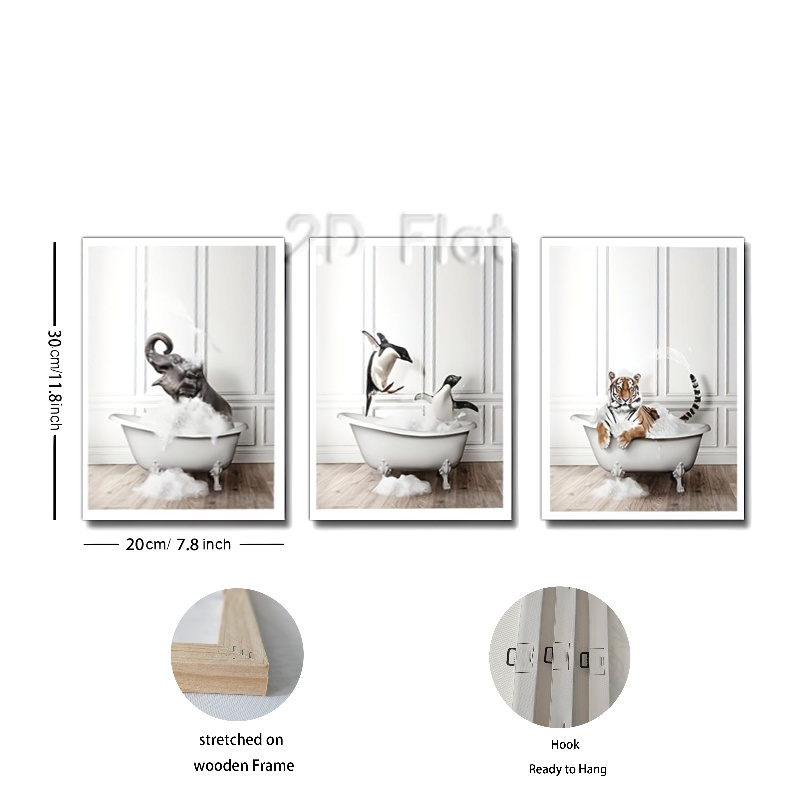 2D Flat
30cm/11.8inch
20cm/ 7.8 inch
stretched on
wooden Frame
Hook
Ready to Hang